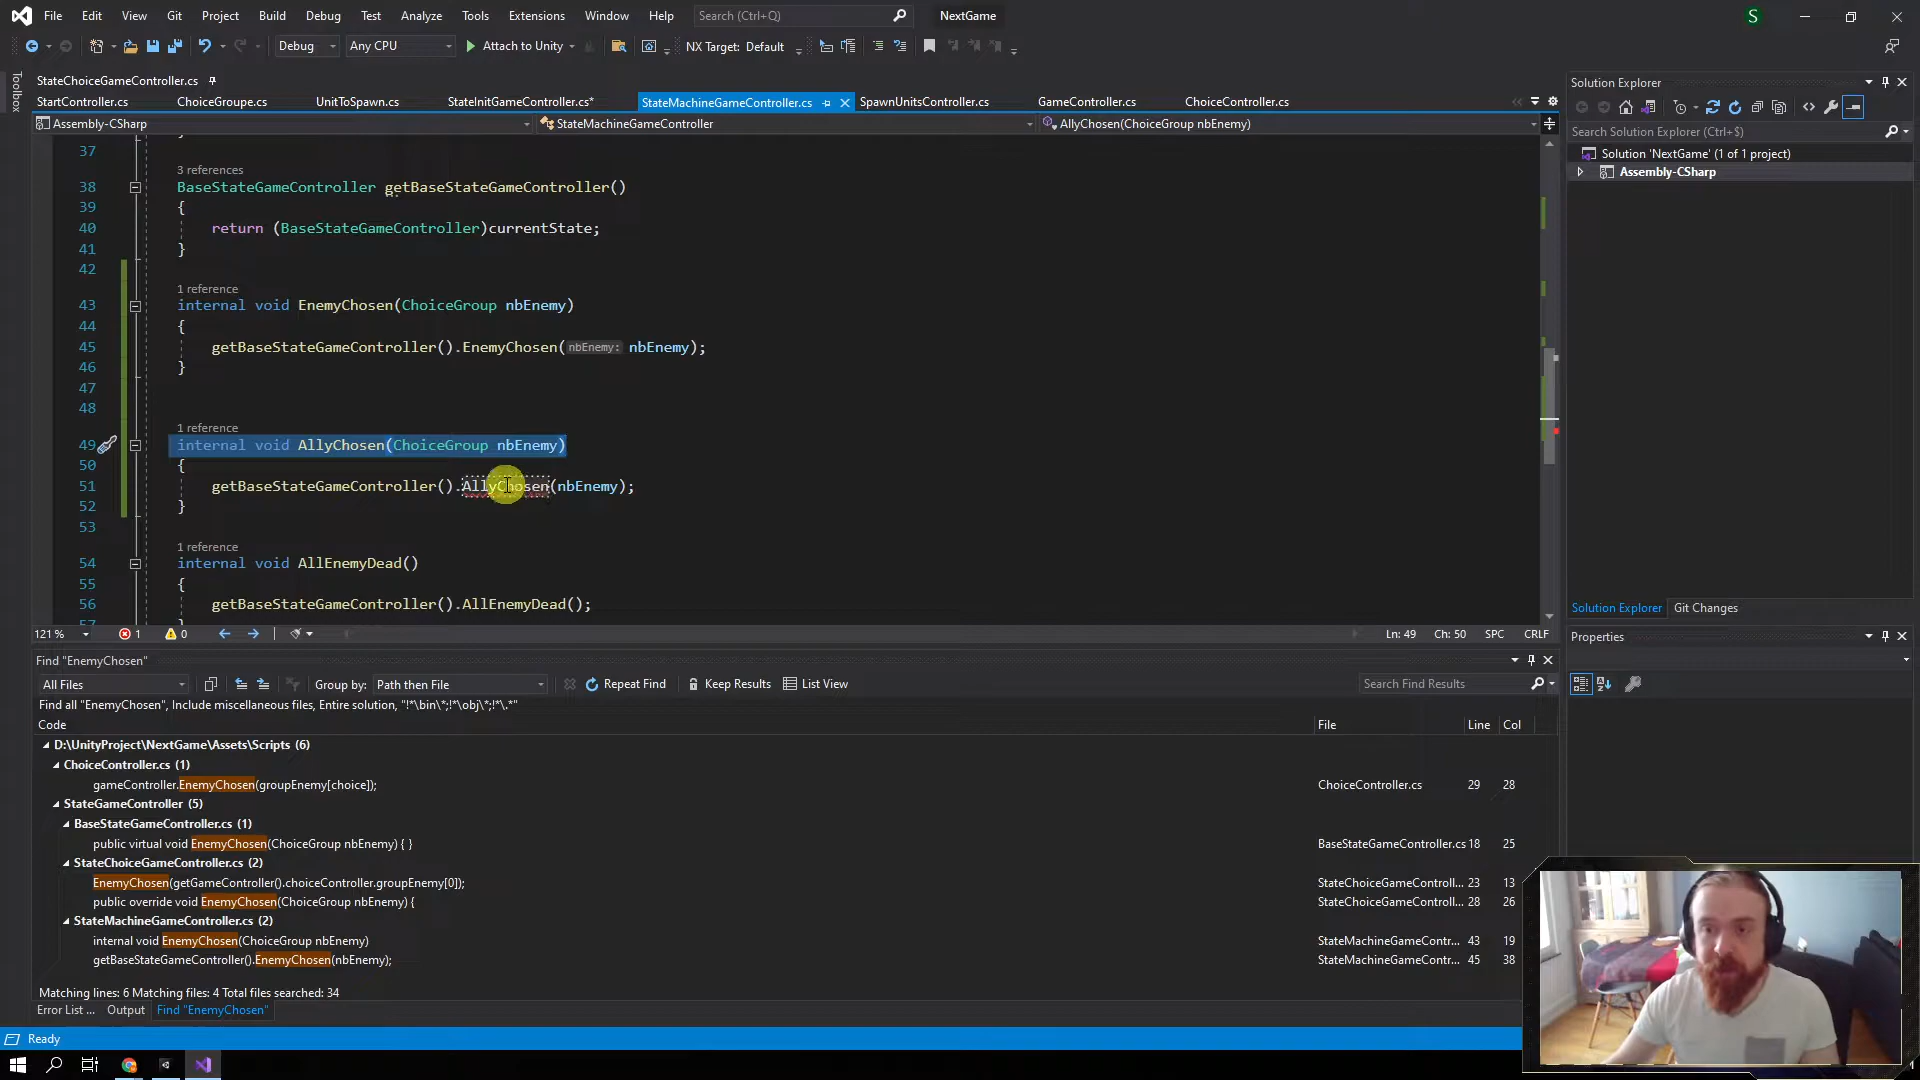 File Edit View Git Project Build Debug Test Analyze Tools Extensions Window Help Search (Ctrl+Q) NextGame S
Debug Any CPU Attach to Unity NX Target: Default
Toolbox
StateChoiceGameController.cs
StartController.cs ChoiceGroupe.cs UnitToSpawn.cs StateInitGameController.cs* StateMachineGameController.cs SpawnUnitsController.cs GameController.cs ChoiceController.cs
Assembly-CSharp StateMachineGameController AllyChosen(ChoiceGroup nbEnemy)
37
3 references
38 BaseStateGameController getBaseStateGameController()
39 {
40 return (BaseStateGameController)currentState;
41 }
42
1 reference
43 internal void EnemyChosen(ChoiceGroup nbEnemy)
44 {
45 getBaseStateGameController().EnemyChosen(nbEnemy: nbEnemy);
46 }
47
48
1 reference
49 internal void AllyChosen(ChoiceGroup nbEnemy)
50 {
51 getBaseStateGameController().AllyChosen(nbEnemy);
52 }
53
1 reference
54 internal void AllEnemyDead()
55 {
56 getBaseStateGameController().AllEnemyDead();
57 }
121 % 1 0 Ln: 49 Ch: 50 SPC CRLF
Find "EnemyChosen"
All Files Group by: Path then File Repeat Find Keep Results List View Search Find Results
Find all "EnemyChosen", Include miscellaneous files, Entire solution, "!*\bin\*;!*\obj\*;!*\.*"
Code File Line Col
D:\UnityProject\NextGame\Assets\Scripts (6)
ChoiceController.cs (1)
gameController.EnemyChosen(groupEnemy[choice]); ChoiceController.cs 29 28
StateGameController (5)
BaseStateGameController.cs (1)
public virtual void EnemyChosen(ChoiceGroup nbEnemy) { } BaseStateGameController.cs 18 25
StateChoiceGameController.cs (2)
EnemyChosen(getGameController().choiceController.groupEnemy[0]); StateChoiceGameControll... 23 13
public override void EnemyChosen(ChoiceGroup nbEnemy) { StateChoiceGameControll... 28 26
StateMachineGameController.cs (2)
internal void EnemyChosen(ChoiceGroup nbEnemy) StateMachineGameContr... 43 19
getBaseStateGameController().EnemyChosen(nbEnemy); StateMachineGameContr... 45 38
Matching lines: 6 Matching files: 4 Total files searched: 34
Error List ... Output Find "EnemyChosen"
Ready
Solution Explorer
Search Solution Explorer (Ctrl+$)
Solution 'NextGame' (1 of 1 project)
Assembly-CSharp
Solution Explorer Git Changes
Properties